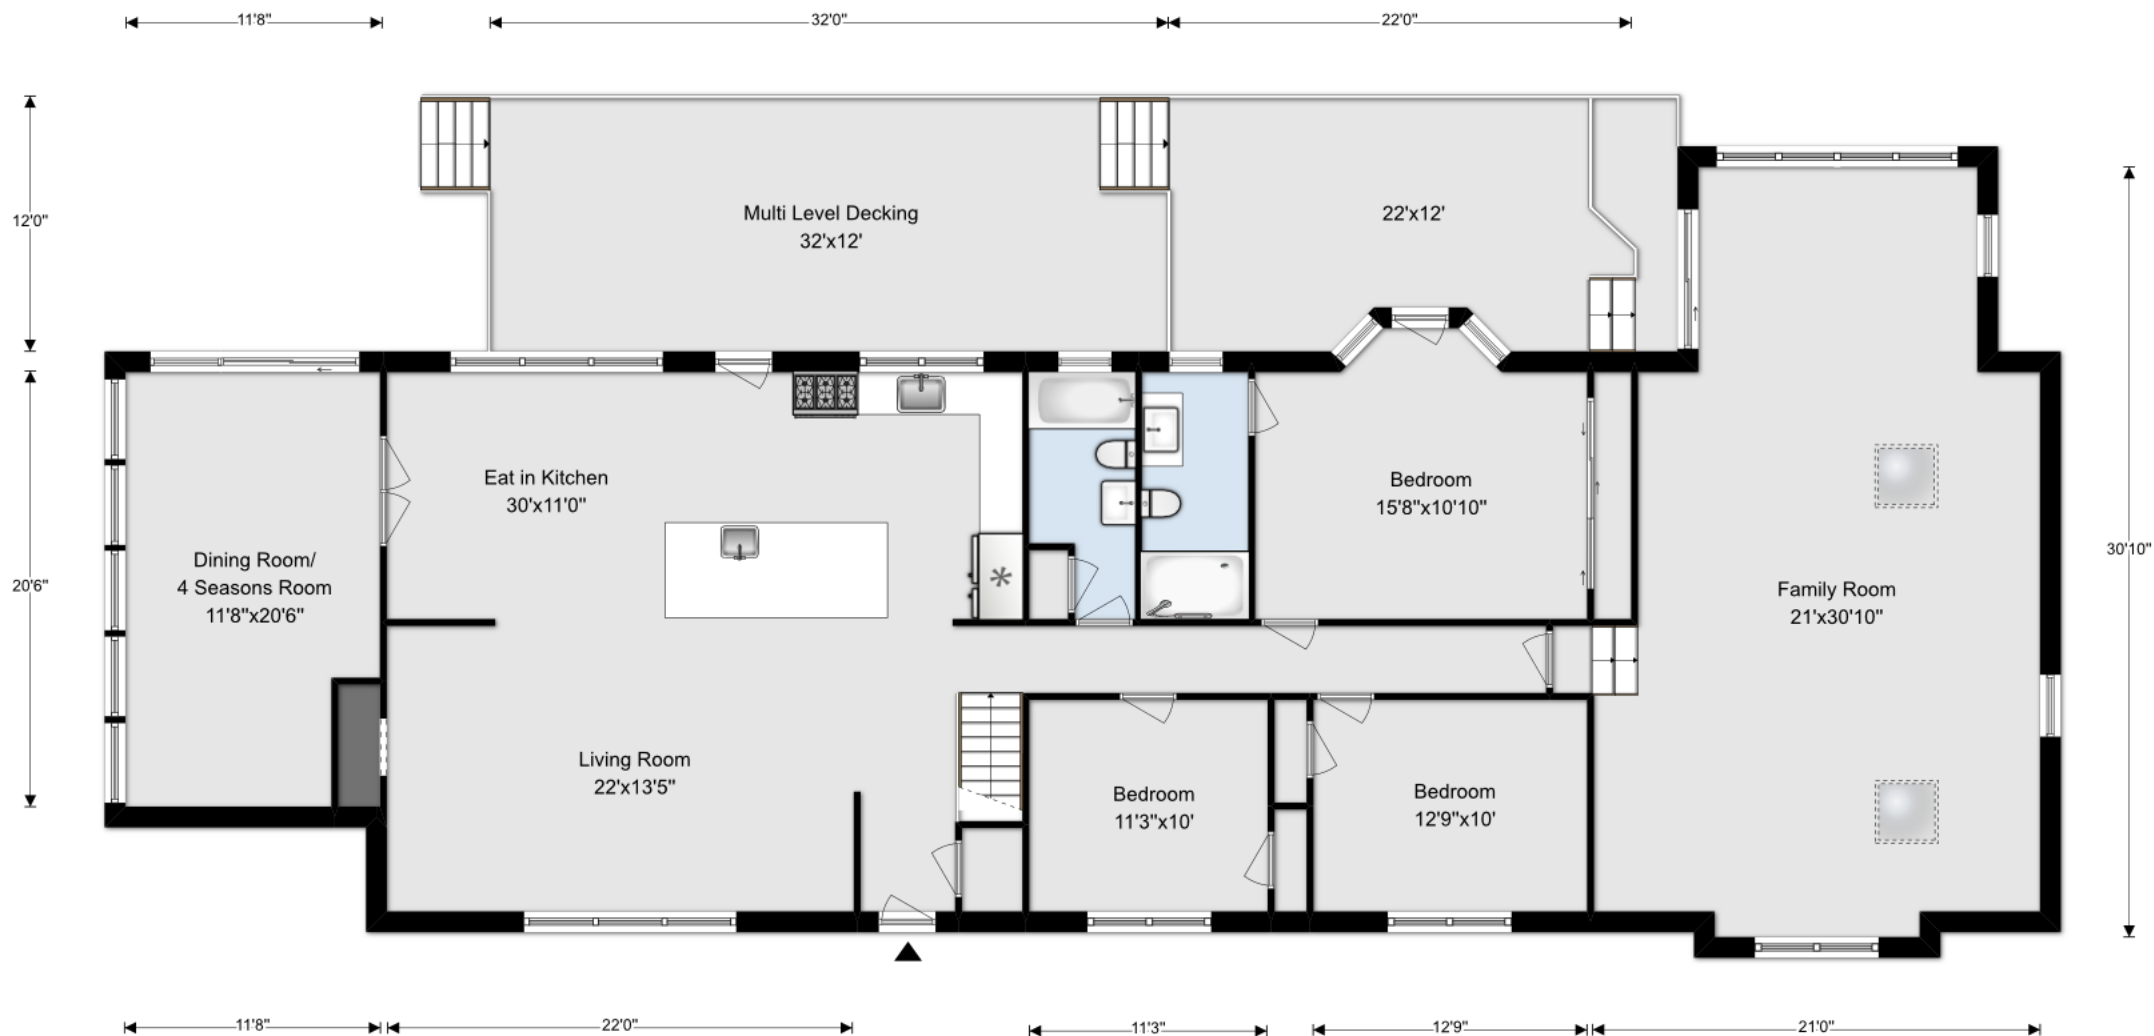 11'8"
32'0"
22'0"
12'0"
Multi Level Decking
32'x12'
22'x12'
Eat in Kitchen
30'x11'0"
Bedroom
15'8"x10'10"
Dining Room/
4 Seasons Room
11'8"x20'6"
20'6"
30'10"
Family Room
21'x30'10"
Living Room
22'x13'5"
Bedroom
11'3"x10'
Bedroom
12'9"x10'
11'8"
22'0"
11'3"
12'9"
21'0"